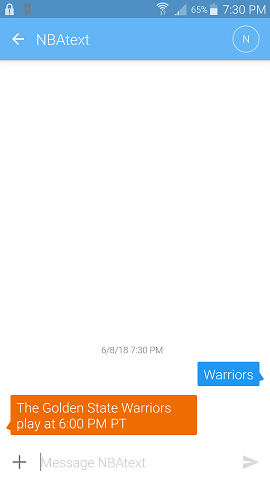 65% 7:30 PM
NBAtext
N
6/8/18 7:30 PM
Warriors
The Golden State Warriors
play at 6:00 PM PT
Message NBAtext